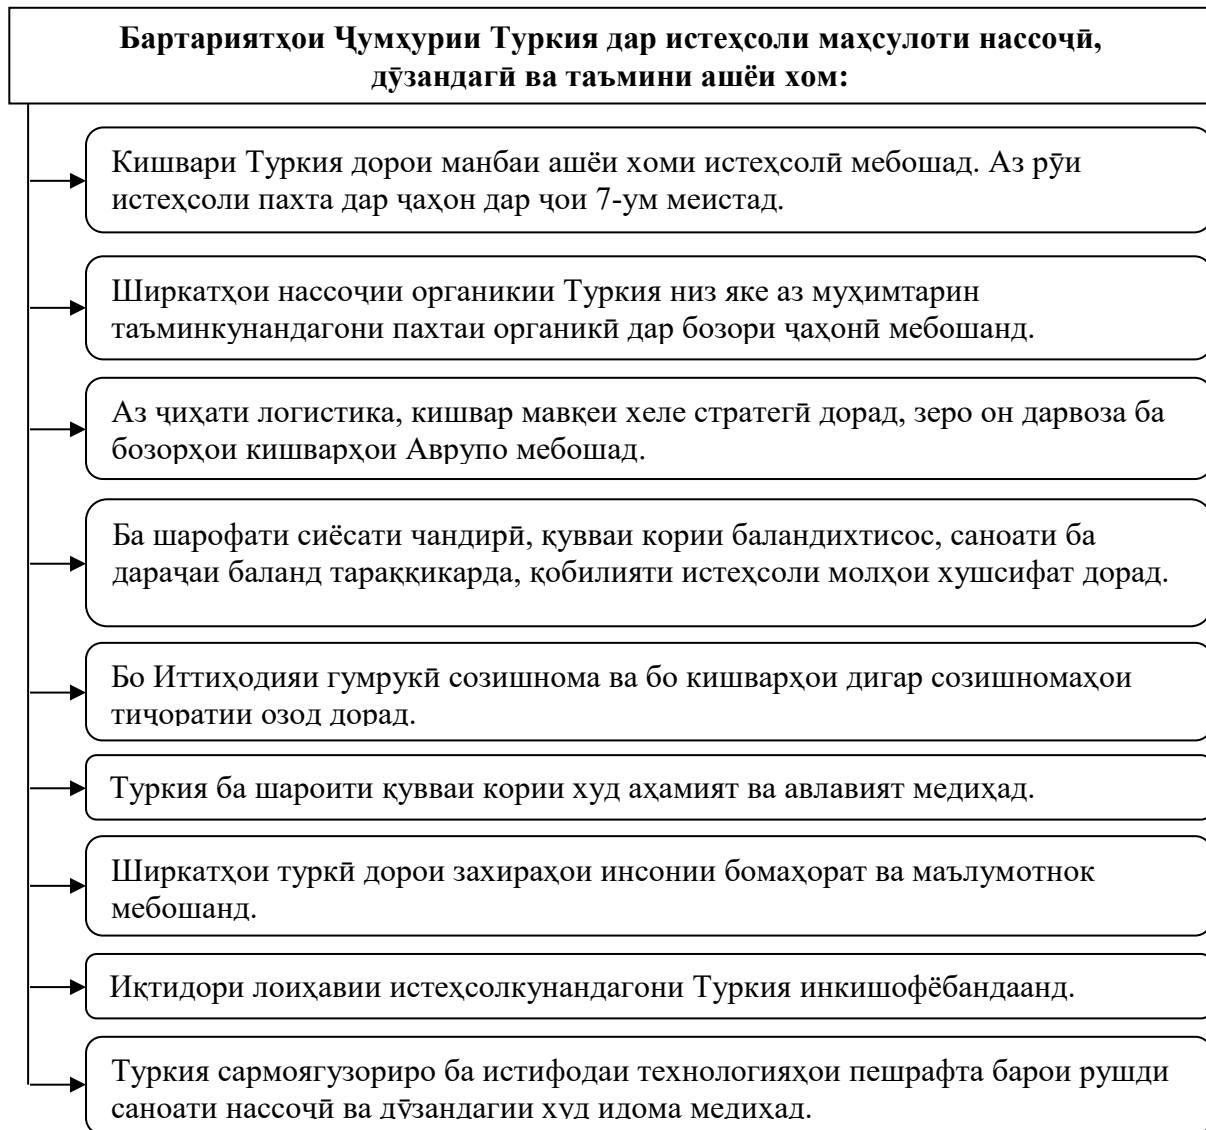 Бартариятҳои Ҷумҳурии Туркия дар истеҳсоли маҳсулоти нассоҷӣ,
дӯзандагӣ ва таъмини ашёи хом:
Кишвари Туркия дорои манбаи ашёи хоми истеҳсолӣ мебошад. Аз рӯи
истеҳсоли пахта дар ҷаҳон дар ҷои 7-ум меистад.
Ширкатҳои нассоҷии органикии Туркия низ яке аз муҳимтарин
таъминкунандагони пахтаи органикӣ дар бозори ҷаҳонӣ мебошанд.
Аз ҷиҳати логистика, кишвар мавқеи хеле стратегӣ дорад, зеро он дарвоза ба
бозорҳои кишварҳои Аврупо мебошад.
Ба шарофати сиёсати чандирӣ, қувваи кории баландихтисос, саноати ба
дараҷаи баланд тараққикарда, қобилияти истеҳсоли молҳои хушсифат дорад.
Бо Иттиҳодияи гумрукӣ созишнома ва бо кишварҳои дигар созишномаҳои
тиҷоратии озод дорад.
Туркия ба шароити қувваи кории худ аҳамият ва авлавият медиҳад.
Ширкатҳои туркӣ дорои захираҳои инсонии бомаҳорат ва маълумотнок
мебошанд.
Иқтидори лоиҳавии истеҳсолкунандагони Туркия инкишофёбандаанд.
Туркия сармоягузориро ба истифодаи технологияҳои пешрафта барои рушди
саноати нассоҷӣ ва дӯзандагии худ идома медиҳад.